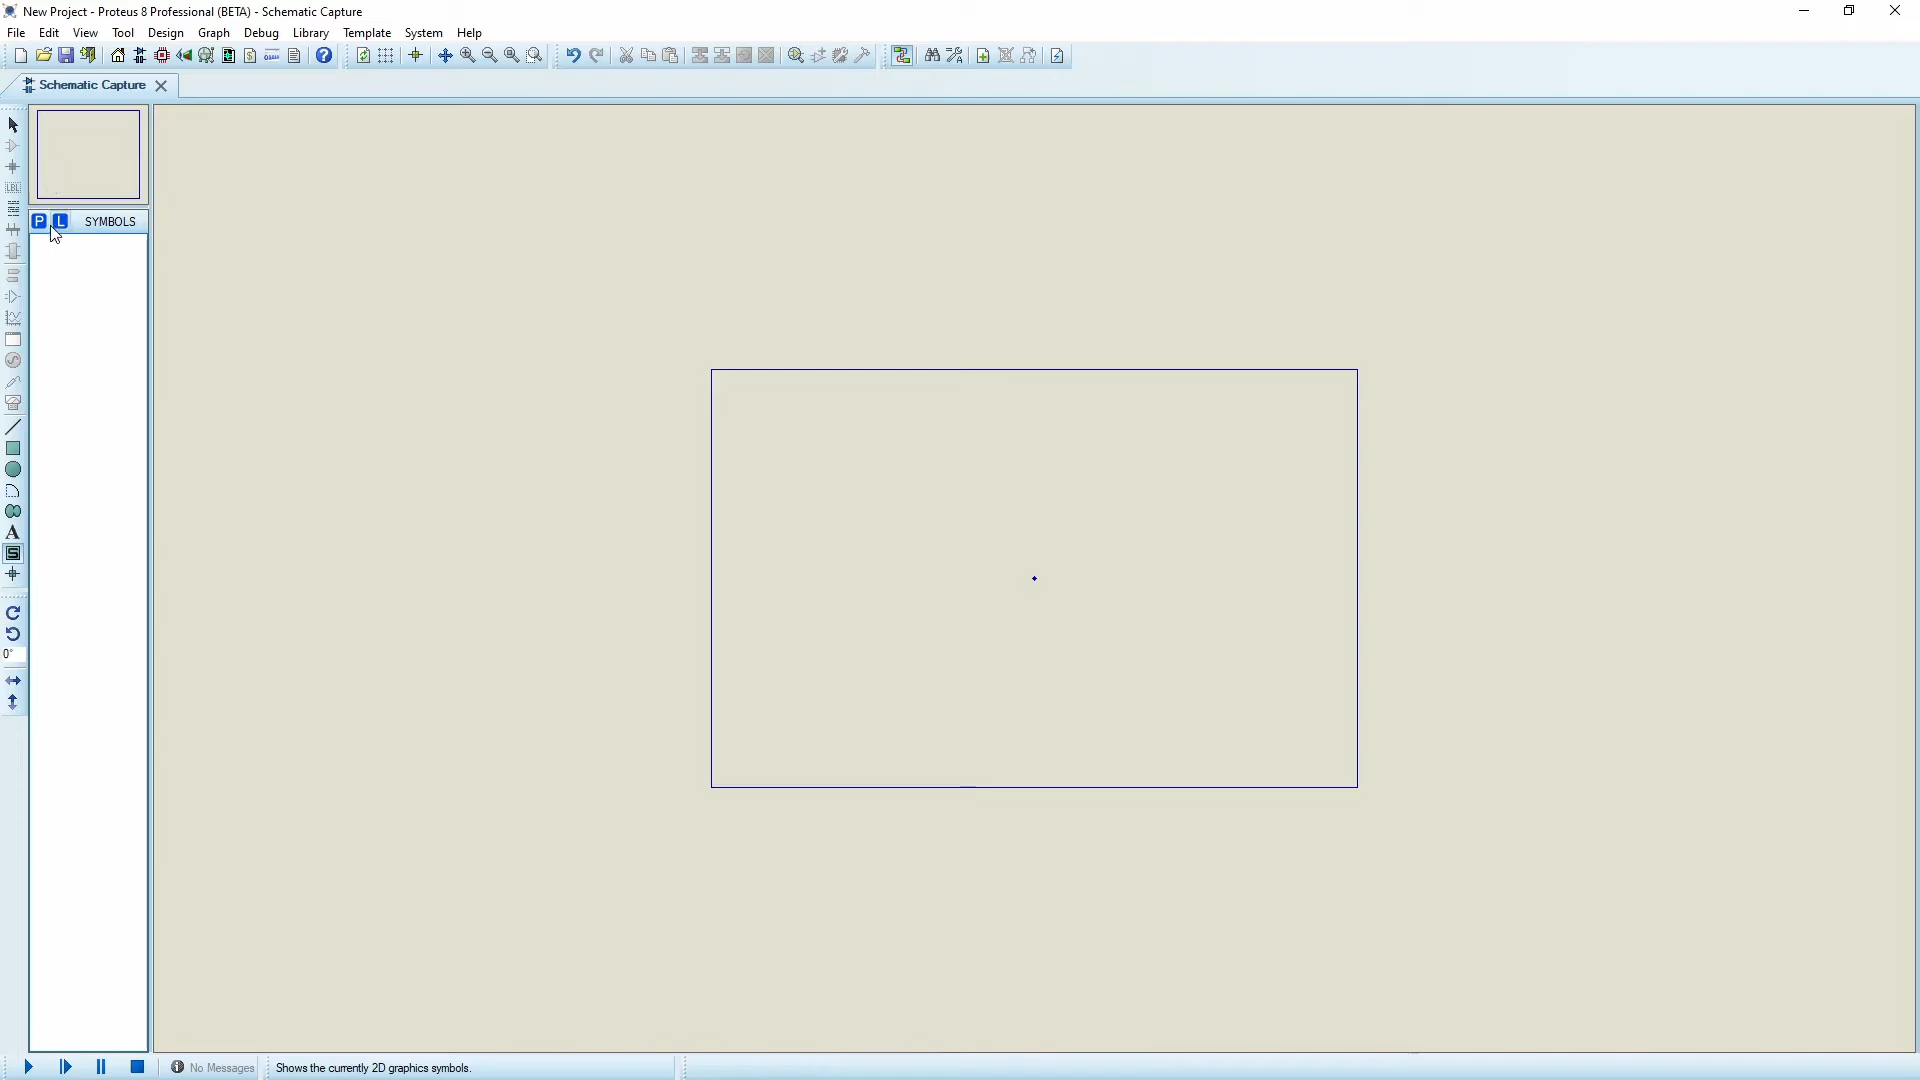 New Project - Proteus 8 Professional (BETA) - Schematic Capture
File Edit View Tool Design Graph Debug Library Template System Help
Schematic Capture
P L SYMBOLS
LBL
A
S
0°
No Messages Shows the currently 2D graphics symbols.